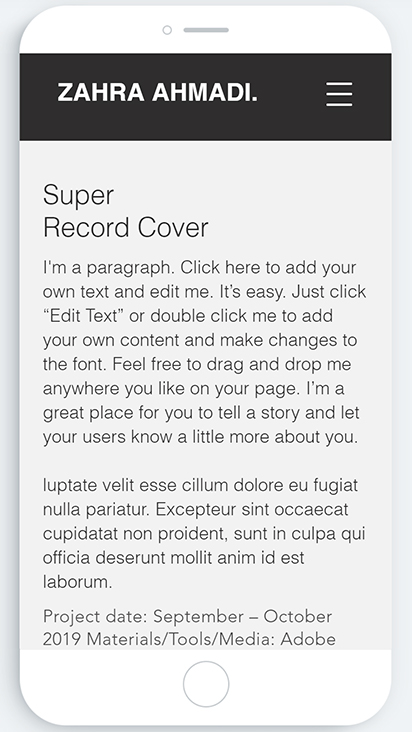 ZAHRA AHMADI.
Super
Record Cover
I'm a paragraph. Click here to add your
own text and edit me. It’s easy. Just click
“Edit Text” or double click me to add
your own content and make changes to
the font. Feel free to drag and drop me
anywhere you like on your page. I’m a
great place for you to tell a story and let
your users know a little more about you.
luptate velit esse cillum dolore eu fugiat
nulla pariatur. Excepteur sint occaecat
cupidatat non proident, sunt in culpa qui
officia deserunt mollit anim id est
laborum.
Project date: September – October
2019 Materials/Tools/Media: Adobe